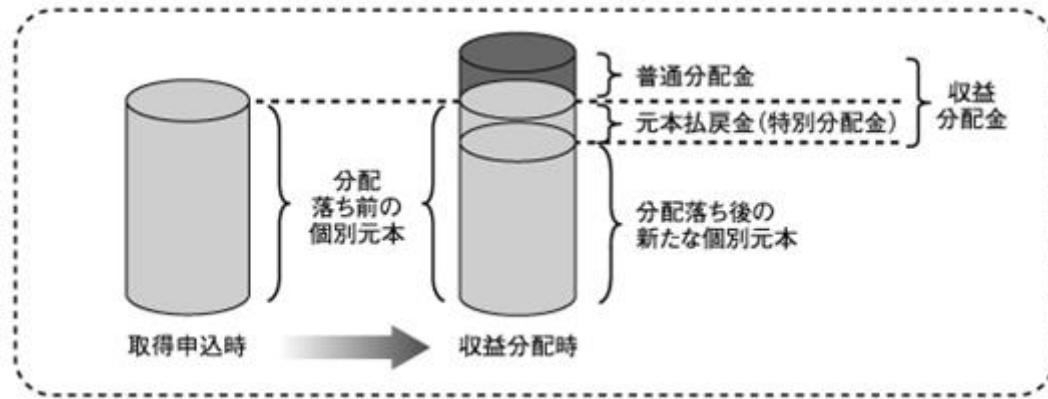 普通分配金
元本払戻金(特別分配金)
収益
分配金
分配
落ち前の
個別元本
分配落ち後の
新たな個別元本
取得申込時
収益分配時